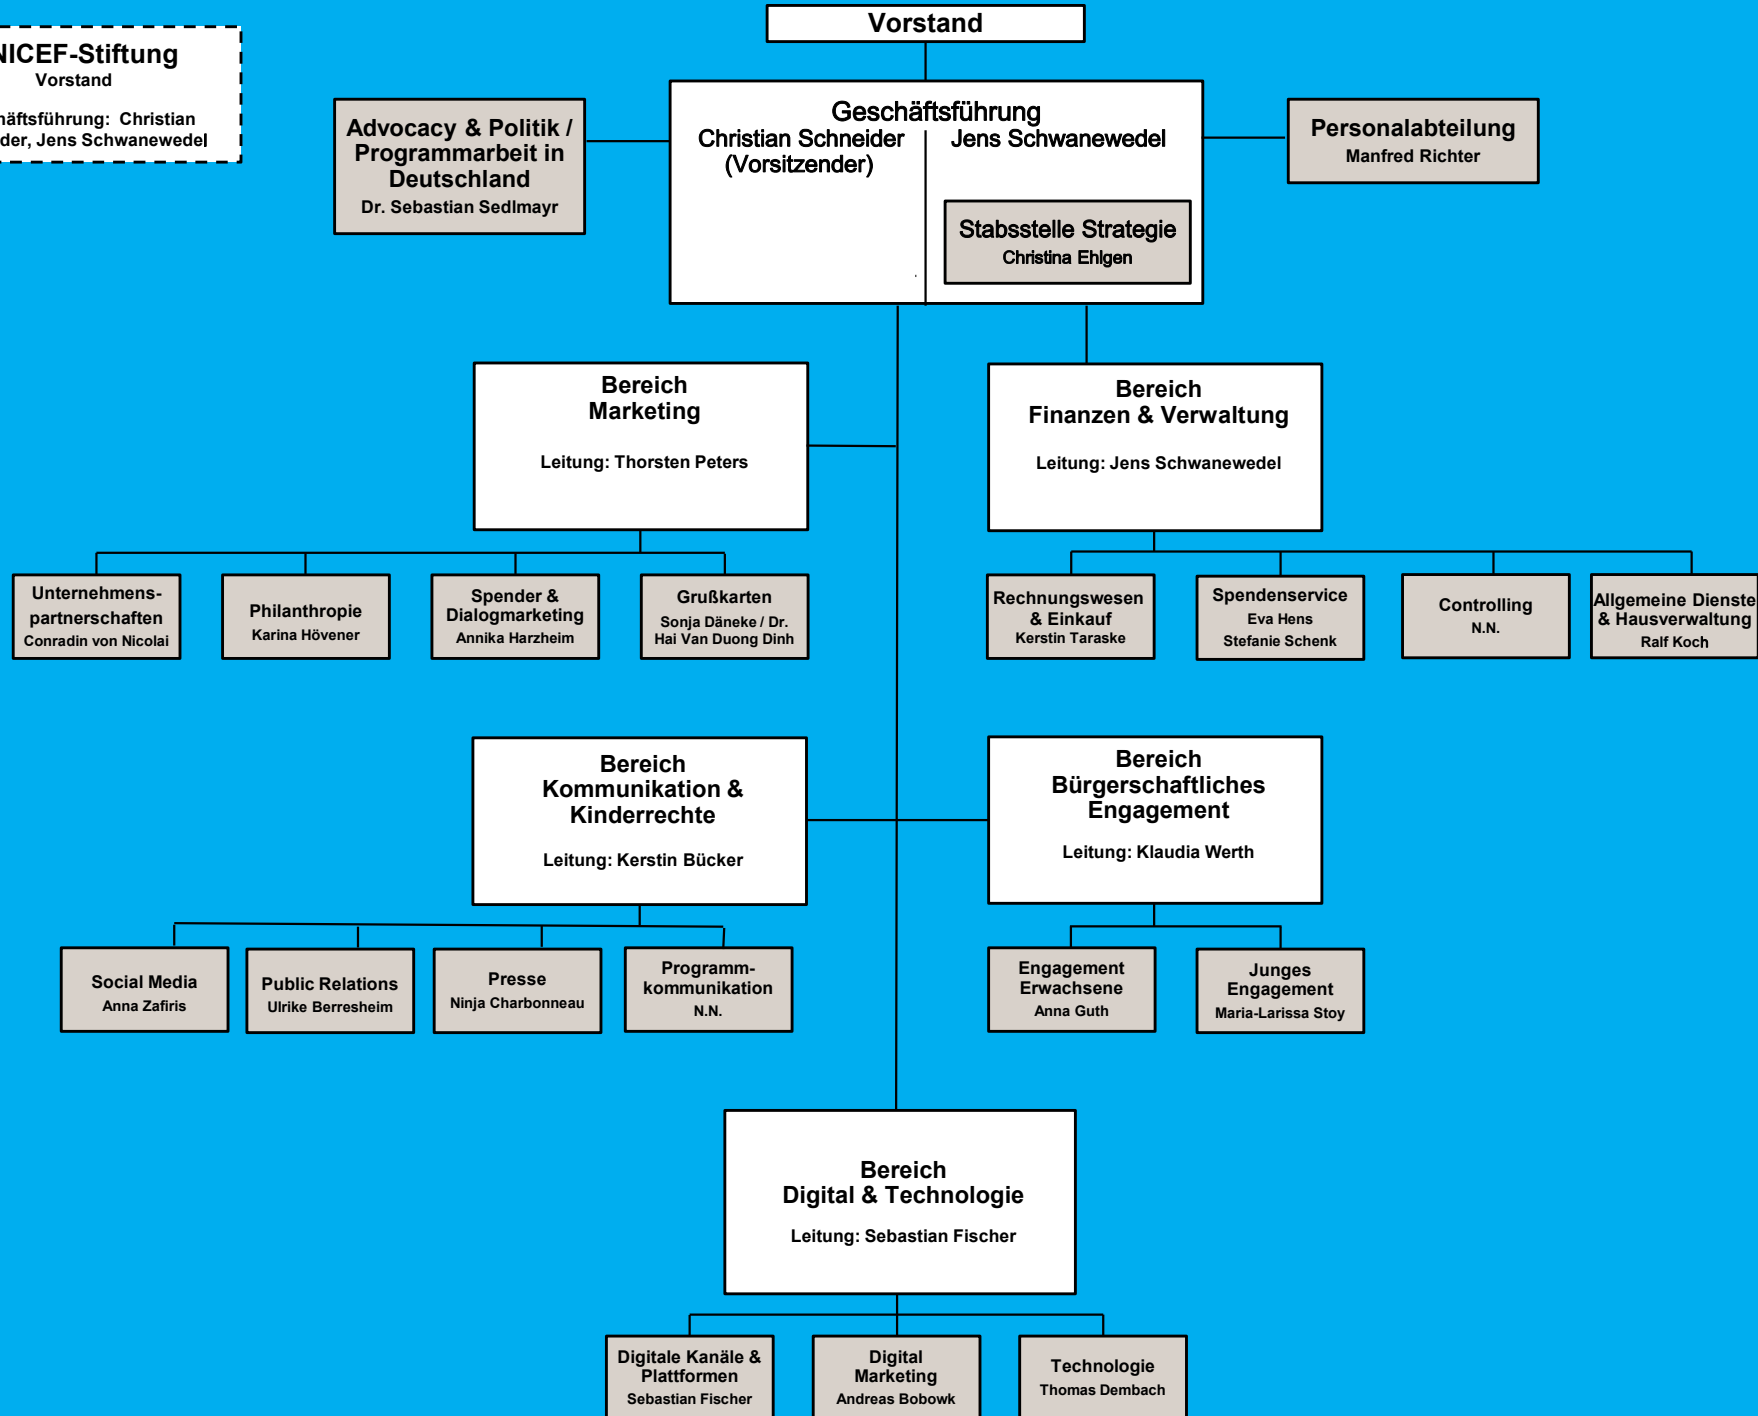 Vorstand
NICEF-Stiftung
Vorstand
häftsführung: Christian
der, Jens Schwanewedel
Advocacy & Politik /
Programmarbeit in
Deutschland
Dr. Sebastian Sedlmayr
Geschäftsführung
Christian Schneider
(Vorsitzender)
Jens Schwanewedel
Stabsstelle Strategie
Christina Ehlgen
Personalabteilung
Manfred Richter
Bereich
Marketing
Leitung: Thorsten Peters
Bereich
Finanzen & Verwaltung
Leitung: Jens Schwanewedel
Unternehmens-
partnerschaften
Conradin von Nicolai
Philanthropie
Karina Hövener
Spender &
Dialogmarketing
Annika Harzheim
Grußkarten
Sonja Däneke / Dr.
Hai Van Duong Dinh
Rechnungswesen
& Einkauf
Kerstin Taraske
Spendenservice
Eva Hens
Stefanie Schenk
Controlling
N.N.
Allgemeine Dienste
& Hausverwaltung
Ralf Koch
Bereich
Kommunikation &
Kinderrechte
Leitung: Kerstin Bücker
Bereich
Bürgerschaftliches
Engagement
Leitung: Klaudia Werth
Social Media
Anna Zafiris
Public Relations
Ulrike Berresheim
Presse
Ninja Charbonneau
Programm-
kommunikation
N.N.
Engagement
Erwachsene
Anna Guth
Junges
Engagement
Maria-Larissa Stoy
Bereich
Digital & Technologie
Leitung: Sebastian Fischer
Digitale Kanäle &
Plattformen
Sebastian Fischer
Digital
Marketing
Andreas Bobowk
Technologie
Thomas Dembach